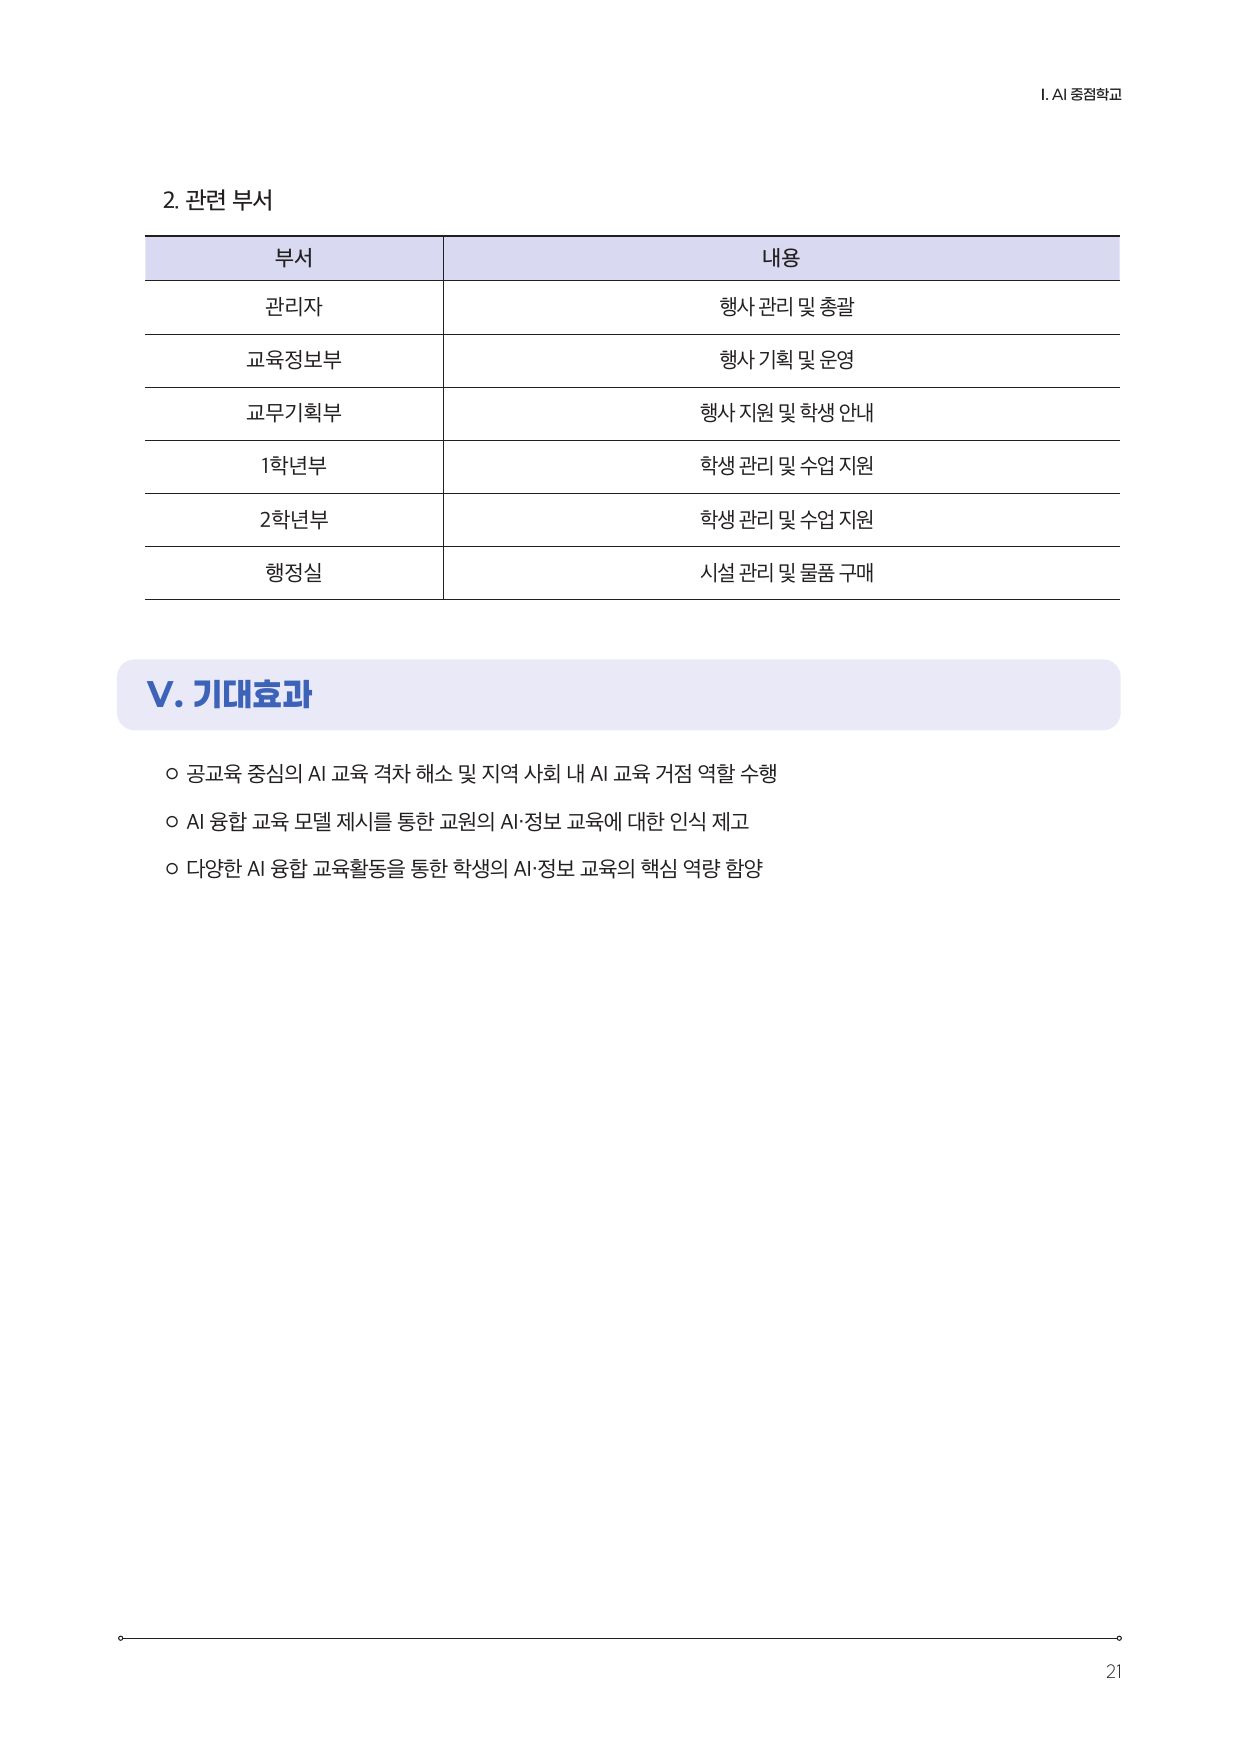 I. AI 중점학교
2. 관련 부서
부서 내용
관리자 행사 관리 및 총괄
교육정보부 행사 기획 및 운영
교무기획부 행사 지원 및 학생 안내
1학년부 학생 관리 및 수업 지원
2학년부 학생 관리 및 수업 지원
행정실 시설 관리 및 물품 구매
V. 기대효과
○ 공교육 중심의 AI 교육 격차 해소 및 지역 사회 내 AI 교육 거점 역할 수행
○ AI 융합 교육 모델 제시를 통한 교원의 AI·정보 교육에 대한 인식 제고
○ 다양한 AI 융합 교육활동을 통한 학생의 AI·정보 교육의 핵심 역량 함양
21